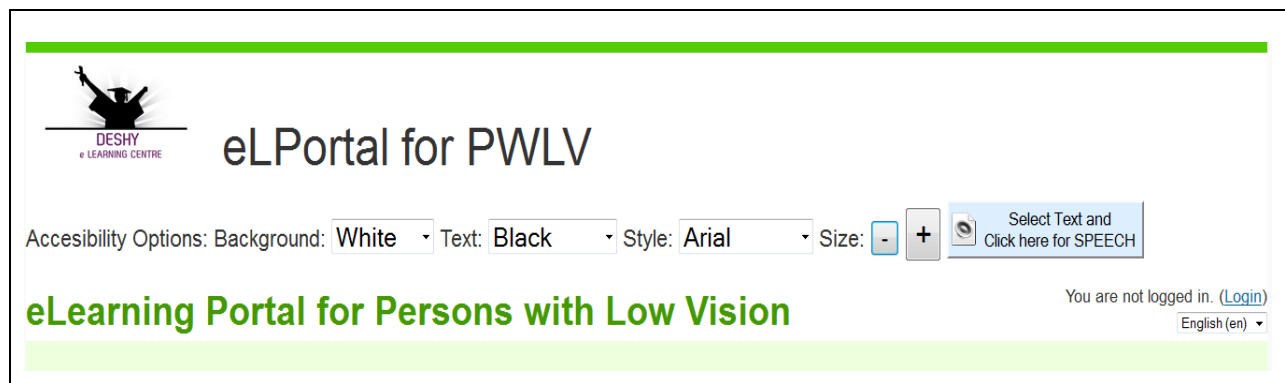 DESHY
e LEARNING CENTRE
eLPortal for PWLV
Accesibility Options: Background: White Text: Black Style: Arial Size: - + Select Text and
Click here for SPEECH
eLearning Portal for Persons with Low Vision
You are not logged in. (Login)
English (en)